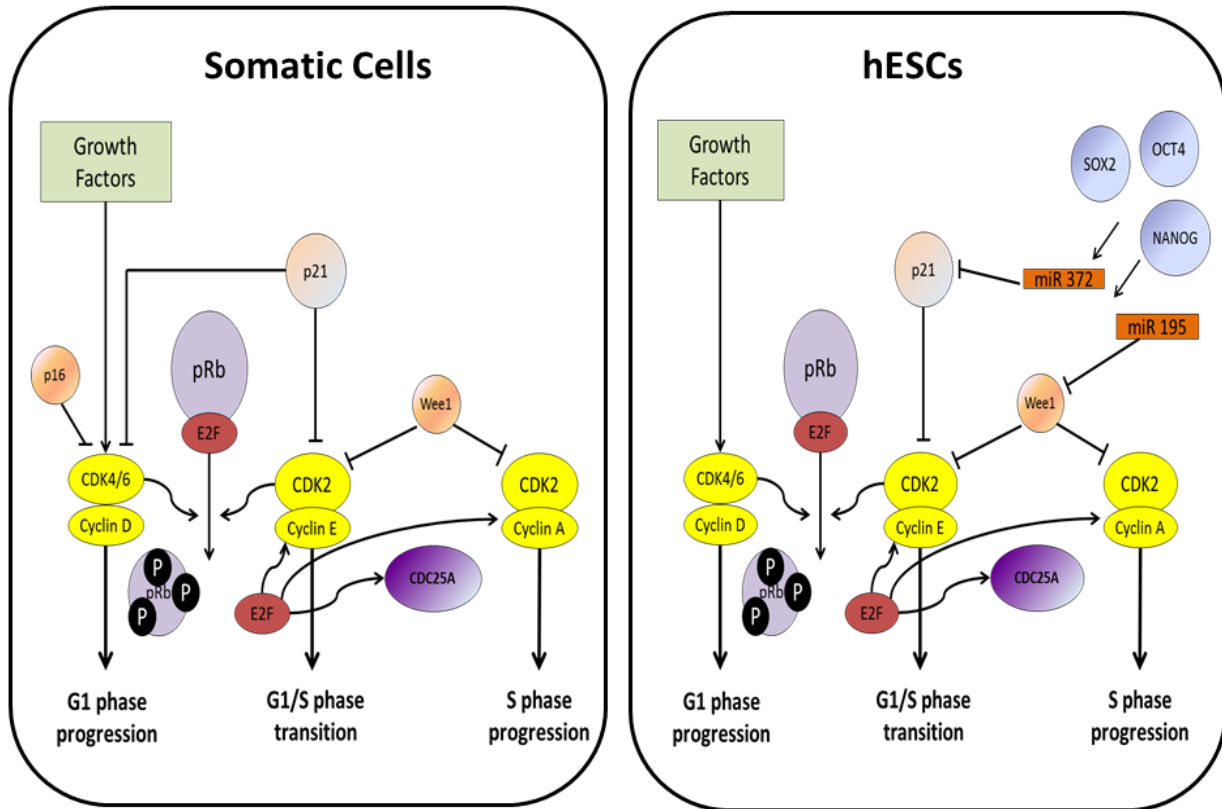 Somatic Cells
Growth
Factors
p21
p16
pRb
E2F
Wee1
CDK4/6
Cyclin D
CDK2
Cyclin E
CDK2
Cyclin A
P
pRb
P
P
E2F
CDC25A
G1 phase
progression
G1/S phase
transition
S phase
progression
hESCs
Growth
Factors
SOX2
OCT4
NANOG
p21
miR 372
miR 195
pRb
E2F
Wee1
CDK4/6
Cyclin D
CDK2
Cyclin E
CDK2
Cyclin A
P
pRb
P
P
E2F
CDC25A
G1 phase
progression
G1/S phase
transition
S phase
progression